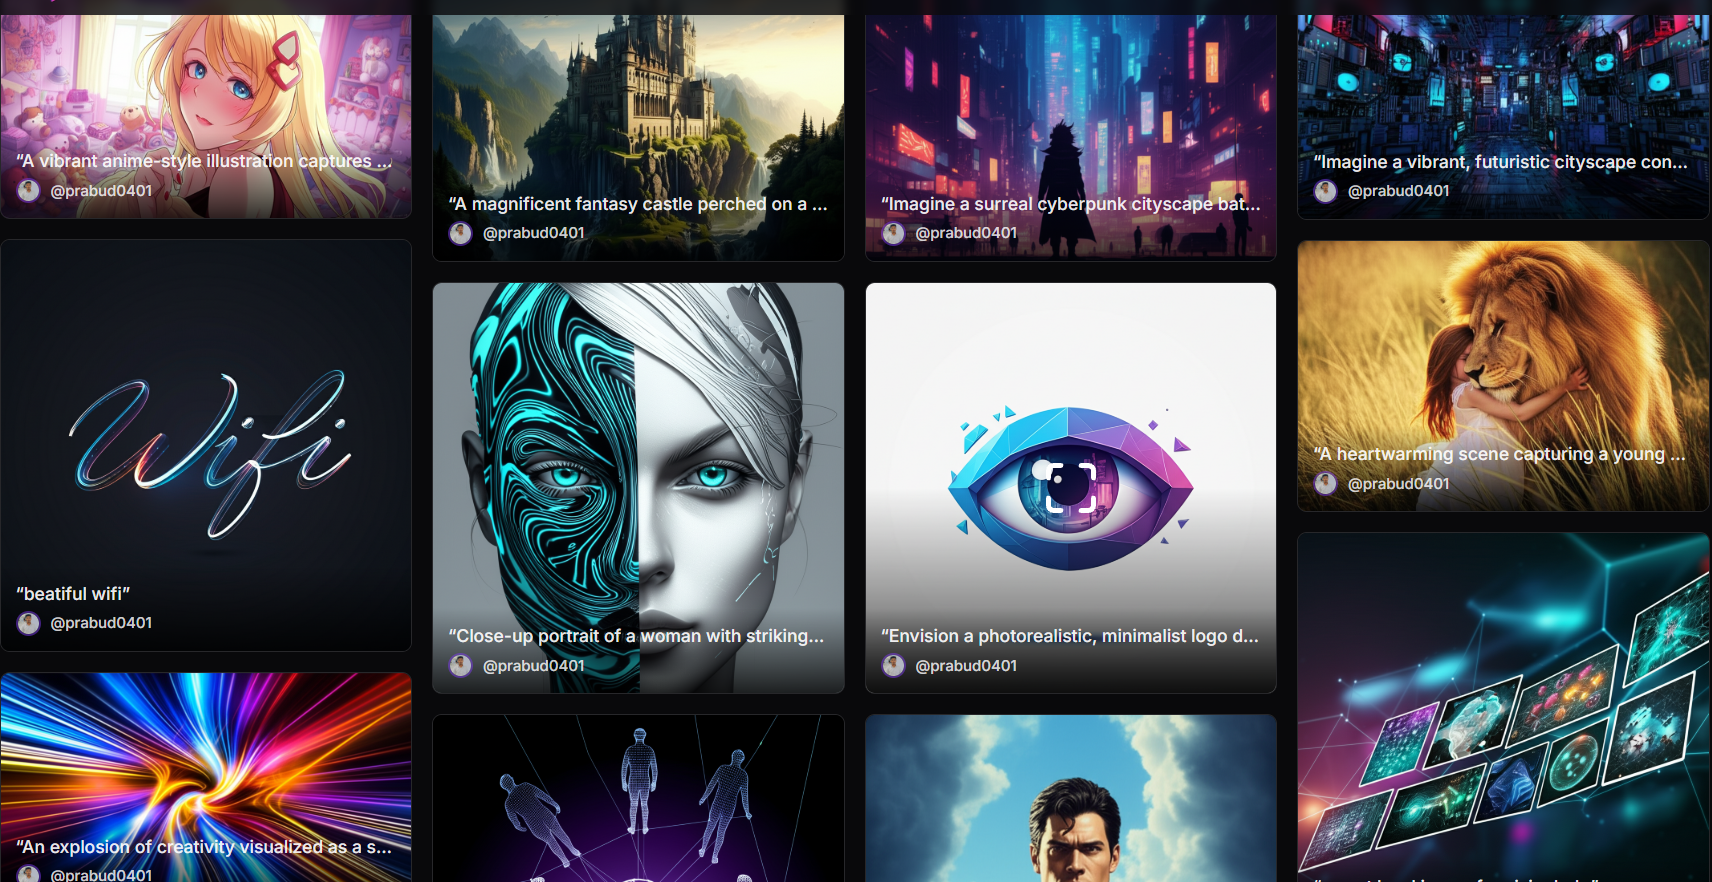 “A vibrant anime-style illustration captures ...
@prabud0401
“A magnificent fantasy castle perched on a ...
@prabud0401
“Imagine a surreal cyberpunk cityscape bat...
@prabud0401
“Imagine a vibrant, futuristic cityscape con...
@prabud0401
Wifi
“beatiful wifi”
@prabud0401
“Close-up portrait of a woman with striking...
@prabud0401
“Envision a photorealistic, minimalist logo d...
@prabud0401
“A heartwarming scene capturing a young ...
@prabud0401
“An explosion of creativity visualized as a s...
@prabud0401